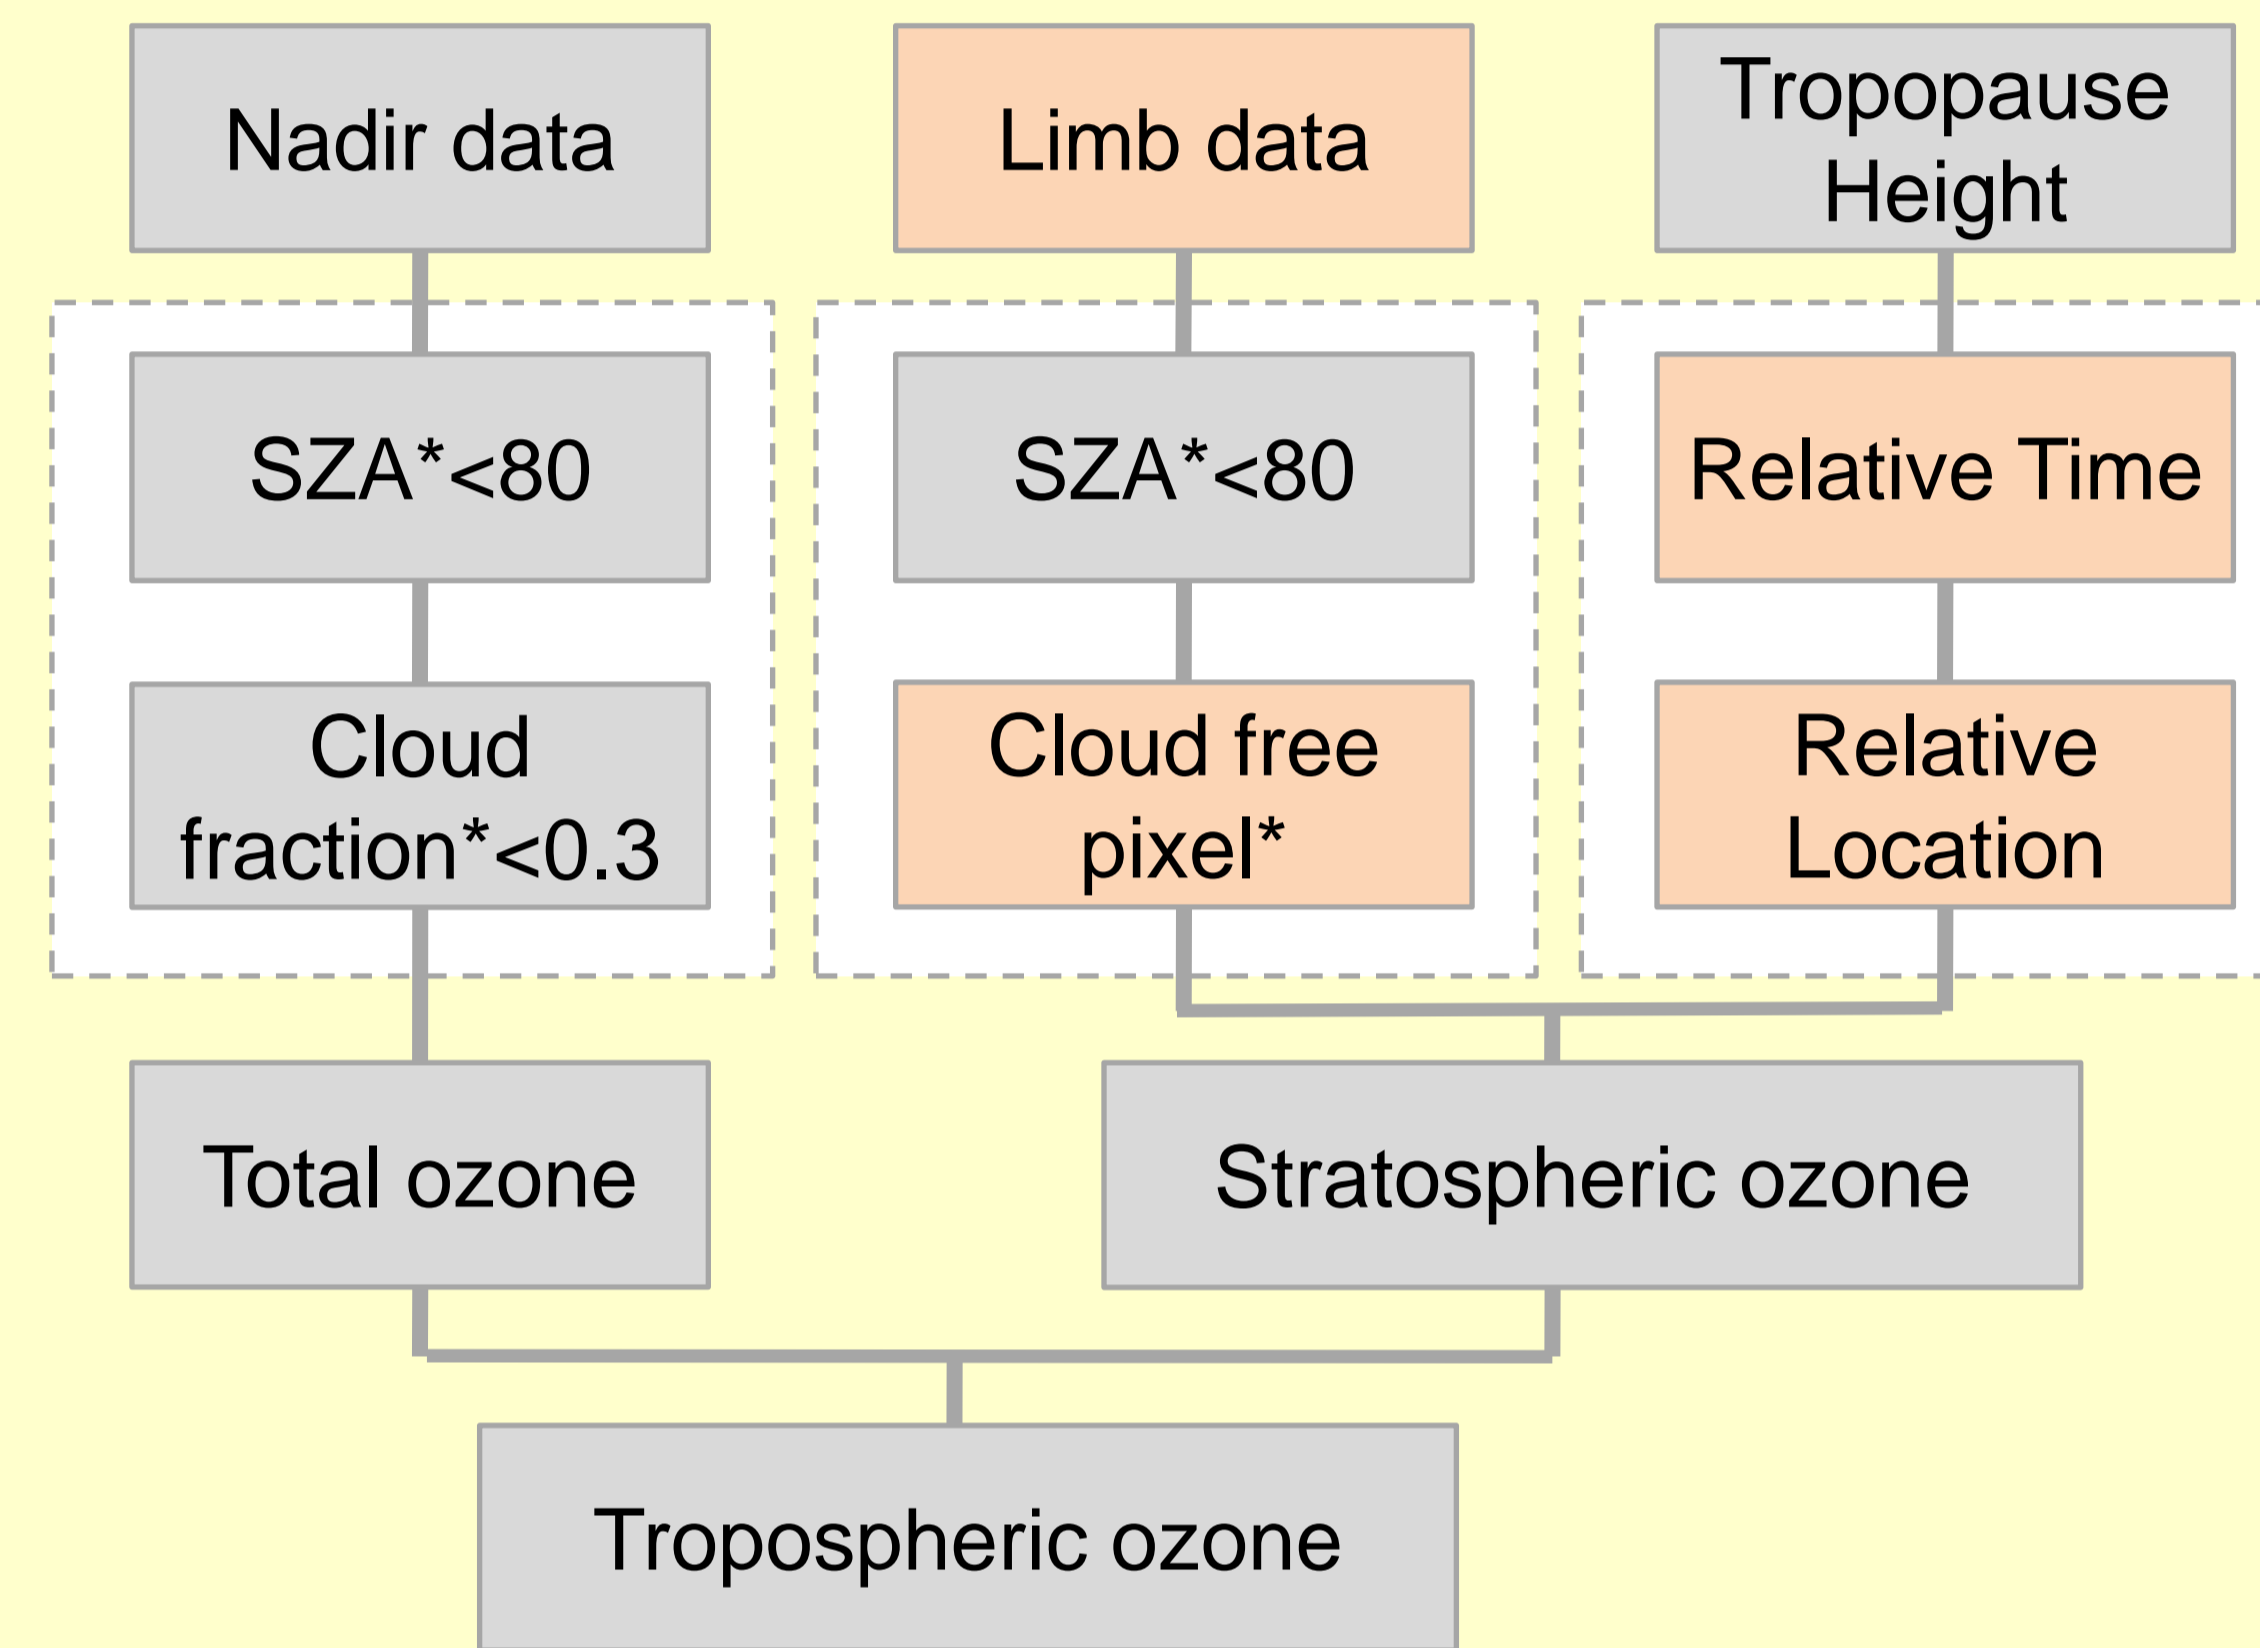 Nadir data
Limb data
Tropopause
Height
SZA*<80
SZA*<80
Relative Time
Cloud
fraction*<0.3
Cloud free
pixel*
Relative
Location
Total ozone
Stratospheric ozone
Tropospheric ozone